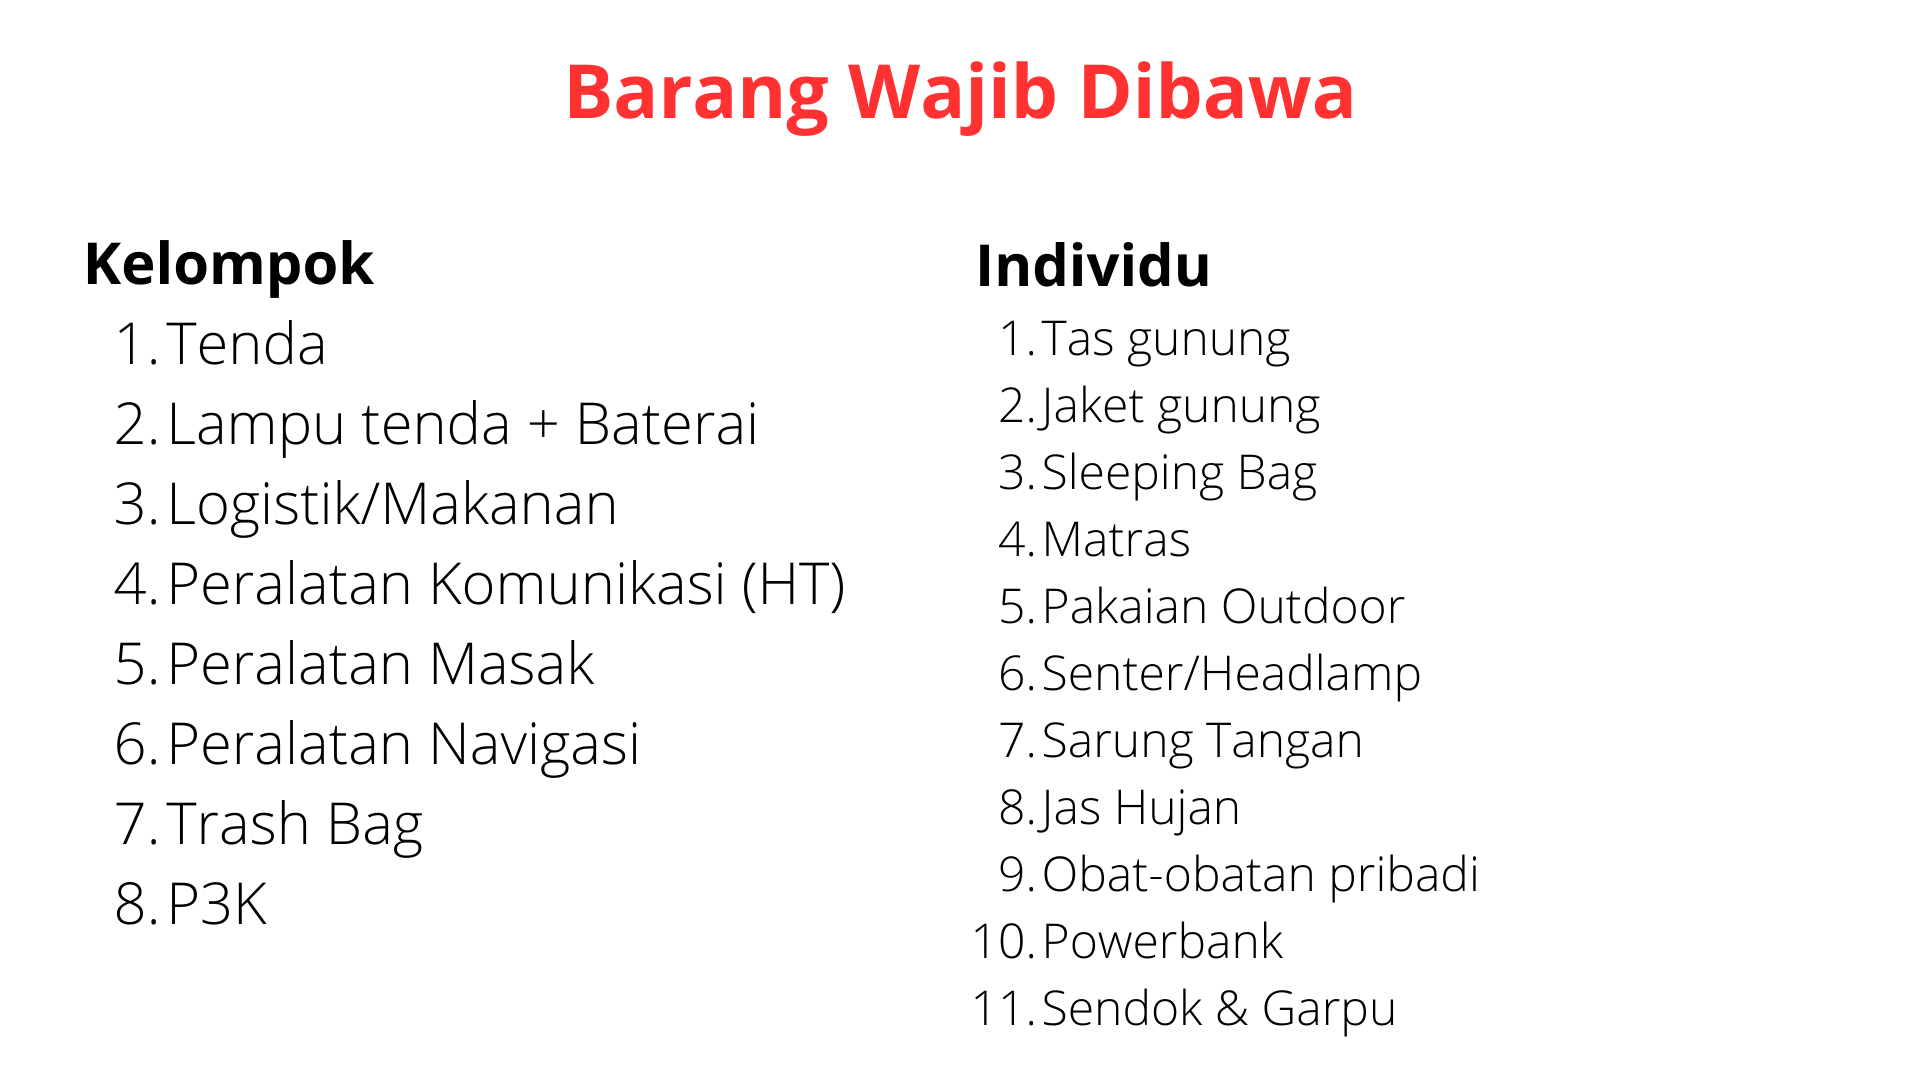 Barang Wajib Dibawa
Kelompok
1. Tenda
2. Lampu tenda + Baterai
3. Logistik/Makanan
4. Peralatan Komunikasi (HT)
5. Peralatan Masak
6. Peralatan Navigasi
7. Trash Bag
8. P3K
Individu
1. Tas gunung
2. Jaket gunung
3. Sleeping Bag
4. Matras
5. Pakaian Outdoor
6. Senter/Headlamp
7. Sarung Tangan
8. Jas Hujan
9. Obat-obatan pribadi
10. Powerbank
11. Sendok & Garpu